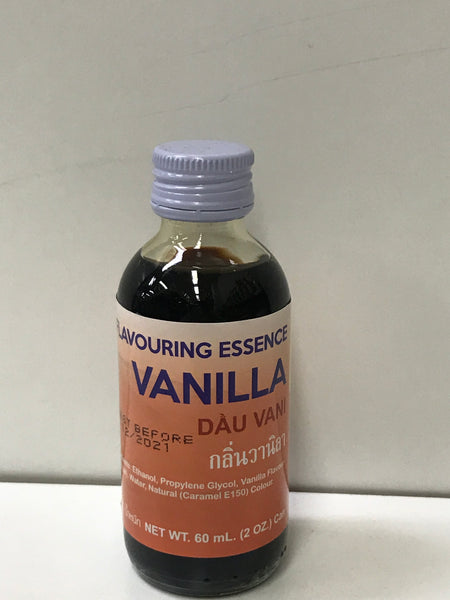 FLAVOURING ESSENCE
VANILLA
DẦU VANI
BEFORE
/2021
กลิ่นวานิลา
Ethanol, Propylene Glycol, Vanilla
Water, Natural (Caramel E150) Colour
NET WT. 60 mL. (2 OZ.)